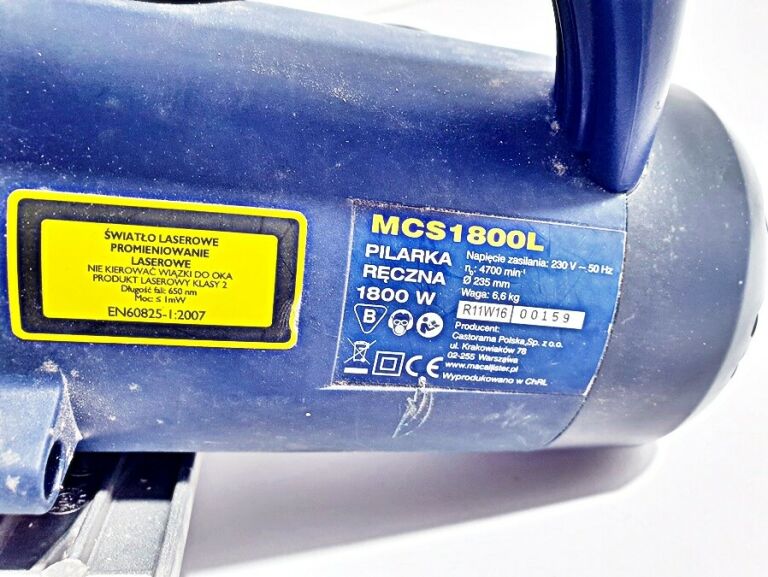 ŚWIATŁO LASEROWE
PROMIENIOWANIE
LASEROWE
NIE KIEROWAĆ WIĄZKI DO OKA
PRODUKT LASEROWY KLASY 2
Długość fali: 650 nm
Moc: ≤ 1mW
EN60825-1:2007
MCS1800L
PILARKA
RĘCZNA
1800 W
Napięcie zasilania: 230 V ~ 50 Hz
n₀: 4700 min⁻¹
Ø 235 mm
Waga: 6,6 kg
R11W16 00159
B
Producent:
Castorama Polska,Sp. z o.o.
ul. Krakowiaków 78
02-255 Warszawa
www.macallister.pl
Wyprodukowano w ChRL
CE